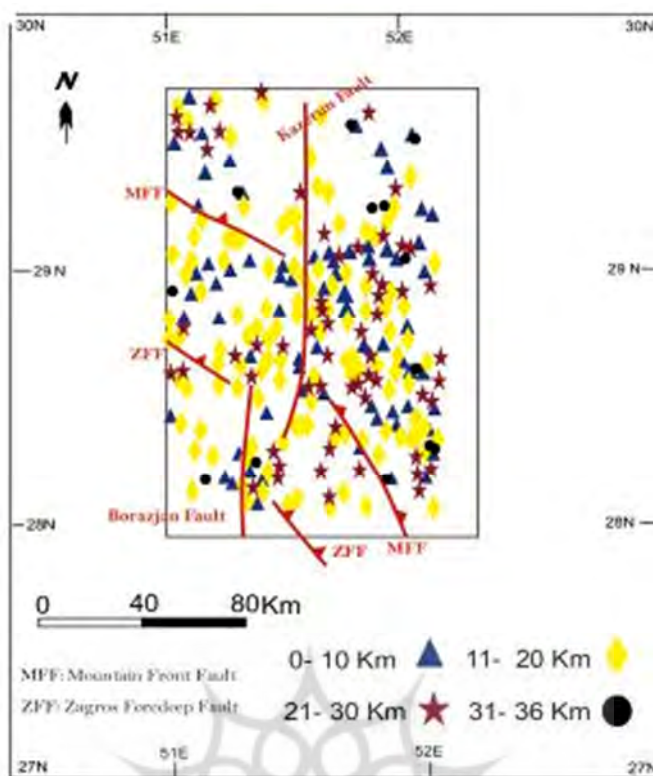 30N 30N
51E 52E
N
Kazerun Fault
MFF
29 N 29 N
ZFF
Borazjan Fault
28N 28N
ZFF MFF
0 40 80Km
0- 10 Km 11- 20 Km
MFF: Mountain Front Fault
ZFF: Zagros Foredeep Fault
21- 30 Km 31- 36 Km
51E 52E
27N 27N